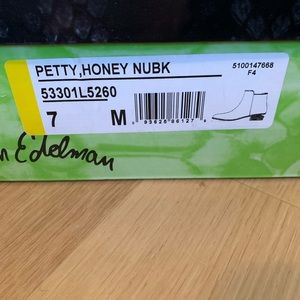 PETTY,HONEY NUBK
5100147668
F4
53301L5260
7 M
Edelman